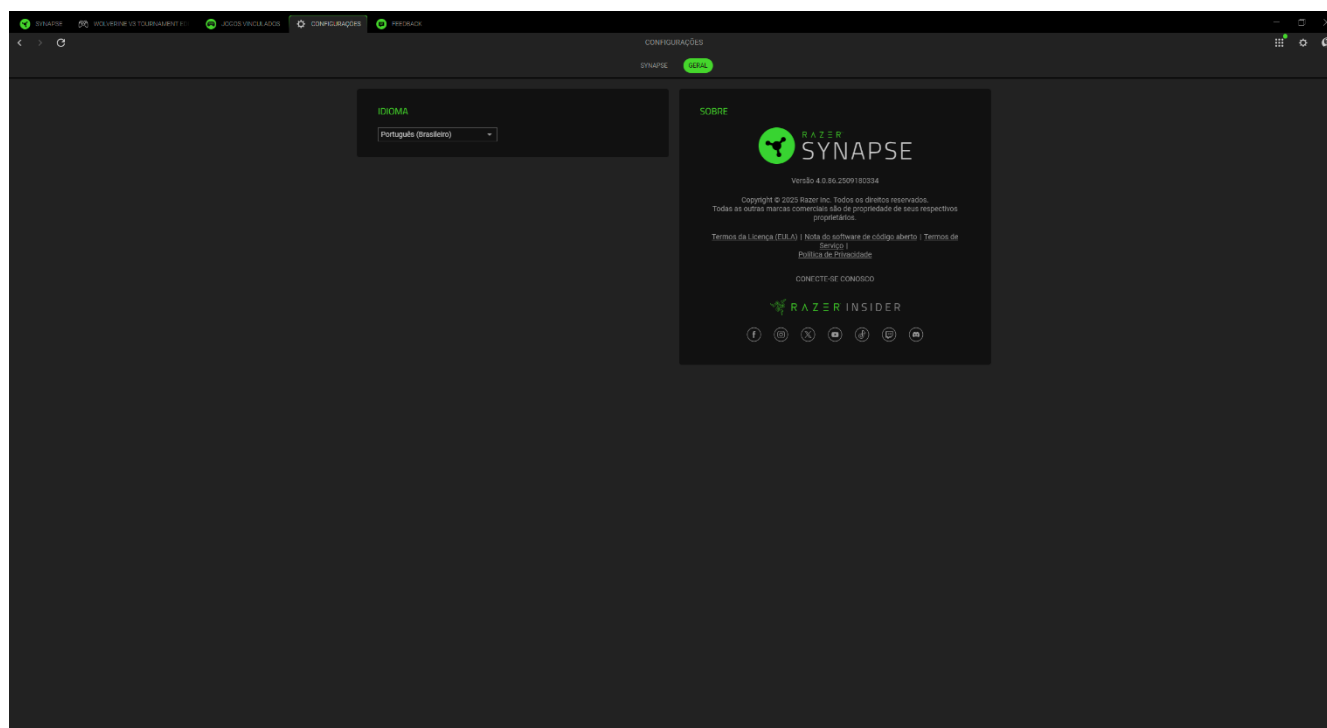 SYNAPSE
WOLVERINE V3 TOURNAMENT E
JOGOS VINCULADOS
CONFIGURAÇÕES
FEEDBACK
CONFIGURAÇÕES
SYNAPSE
GERAL
IDIOMA
Português (Brasileiro)
SOBRE
RAZER
SYNAPSE
Versão 4.0.86.2509180334
Copyright © 2025 Razer Inc. Todos os direitos reservados.
Todas as outras marcas comerciais são de propriedade de seus respectivos
proprietários.
Termos da Licença (EULA) | Nota do software de código aberto | Termos de
Serviço |
Política de Privacidade
CONECTE-SE CONOSCO
RAZER INSIDER